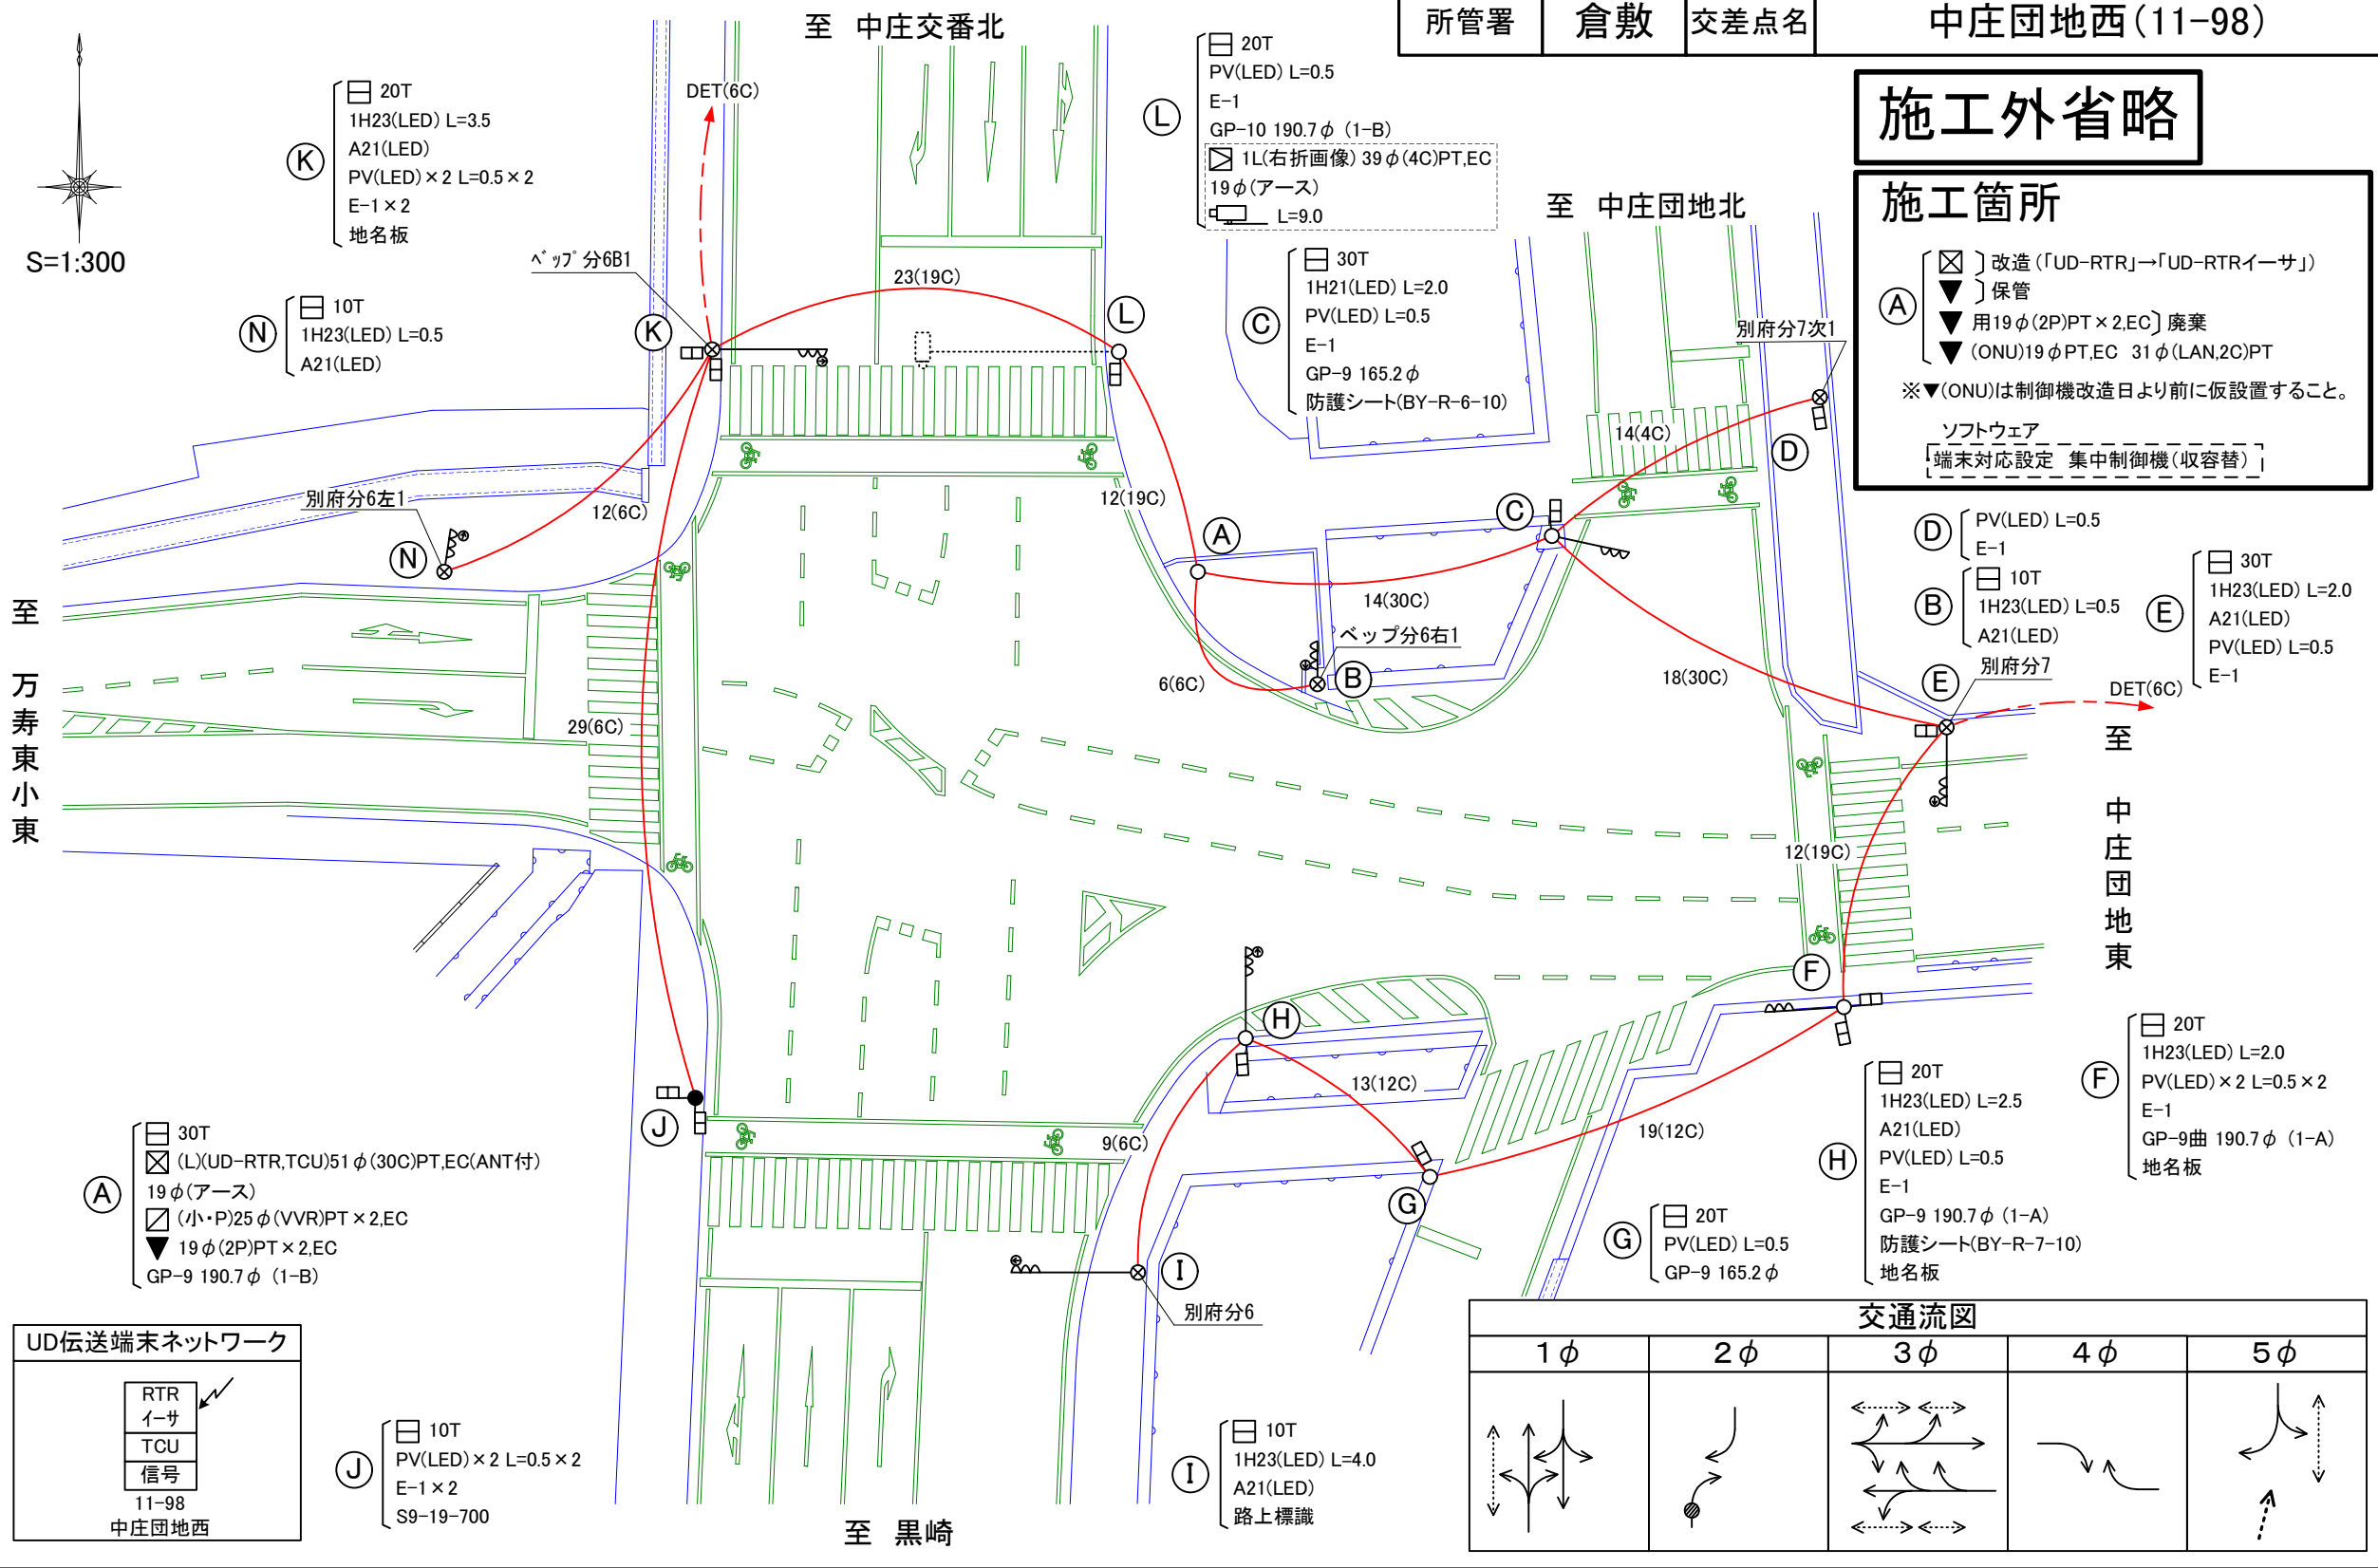 所管署 倉敷 交差点名 中庄団地西(11-98)
施工外省略
施工箇所
A
改造(「UD-RTR」→「UD-RTRイーサ」)
保管
用19φ(2P)PT×2,EC 廃棄
(ONU)19φPT,EC 31φ(LAN,2C)PT
※▼(ONU)は制御機改造日より前に仮設置すること。
ソフトウェア
端末対応設定 集中制御機(収容替)
S=1:300
至 中庄交番北
至 中庄団地北
至 万寿東小東
至 中庄団地東
至 黒崎
K
20T
1H23(LED) L=3.5
A21(LED)
PV(LED)×2 L=0.5×2
E-1×2
地名板
N
10T
1H23(LED) L=0.5
A21(LED)
L
20T
PV(LED) L=0.5
E-1
GP-10 190.7φ (1-B)
1L(右折画像) 39φ(4C)PT,EC
19φ(アース)
L=9.0
C
30T
1H21(LED) L=2.0
PV(LED) L=0.5
E-1
GP-9 165.2φ
防護シート(BY-R-6-10)
D
PV(LED) L=0.5
E-1
B
10T
1H23(LED) L=0.5
A21(LED)
E
30T
1H23(LED) L=2.0
A21(LED)
PV(LED) L=0.5
E-1
DET(6C)
ベップ分6B1
K
23(19C)
L
別府分7次1
14(4C)
D
別府分6左1
12(6C)
N
12(19C)
A
C
14(30C)
ベップ分6右1
6(6C)
B
18(30C)
別府分7
E
DET(6C)
29(6C)
12(19C)
F
H
13(12C)
J
9(6C)
19(12C)
G
I
別府分6
F
20T
1H23(LED) L=2.0
PV(LED)×2 L=0.5×2
E-1
GP-9曲 190.7φ (1-A)
地名板
H
20T
1H23(LED) L=2.5
A21(LED)
PV(LED) L=0.5
E-1
GP-9 190.7φ (1-A)
防護シート(BY-R-7-10)
地名板
G
20T
PV(LED) L=0.5
GP-9 165.2φ
A
30T
(L)(UD-RTR,TCU)51φ(30C)PT,EC(ANT付)
19φ(アース)
(小・P)25φ(VVR)PT×2,EC
19φ(2P)PT×2,EC
GP-9 190.7φ (1-B)
UD伝送端末ネットワーク
RTR
イーサ
TCU
信号
11-98
中庄団地西
J
10T
PV(LED)×2 L=0.5×2
E-1×2
S9-19-700
I
10T
1H23(LED) L=4.0
A21(LED)
路上標識
交通流図
1φ 2φ 3φ 4φ 5φ